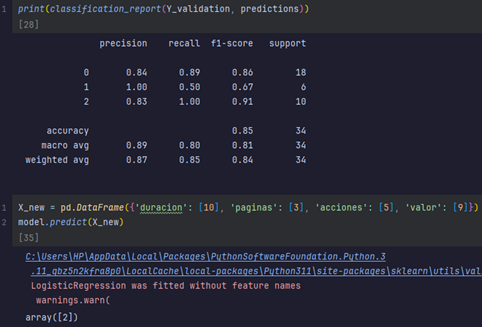 1 print(classification_report(Y_validation, predictions))
[28]
precision recall f1-score support
0 0.84 0.89 0.86 18
1 1.00 0.50 0.67 6
2 0.83 1.00 0.91 10
accuracy 0.85 34
macro avg 0.89 0.80 0.81 34
weighted avg 0.87 0.85 0.84 34
1 X_new = pd.DataFrame({'duracion': [10], 'paginas': [3], 'acciones': [5], 'valor': [9]})
2 model.predict(X_new)
[35]
C:\Users\HP\AppData\Local\Packages\PythonSoftwareFoundation.Python.3
.11_qbz5n2kfra8p0\LocalCache\local-packages\Python311\site-packages\sklearn\utils\val
LogisticRegression was fitted without feature names
warnings.warn(
array([2])